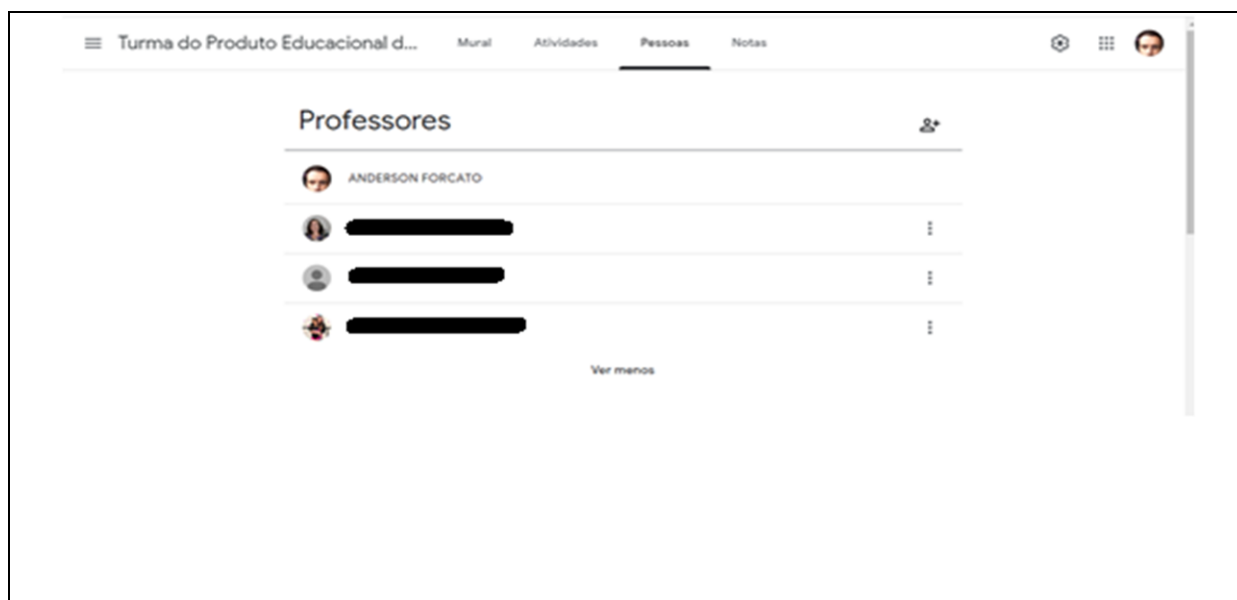 Turma do Produto Educacional d... Mural Atividades Pessoas Notas
Professores
ANDERSON FORCATO
Ver menos